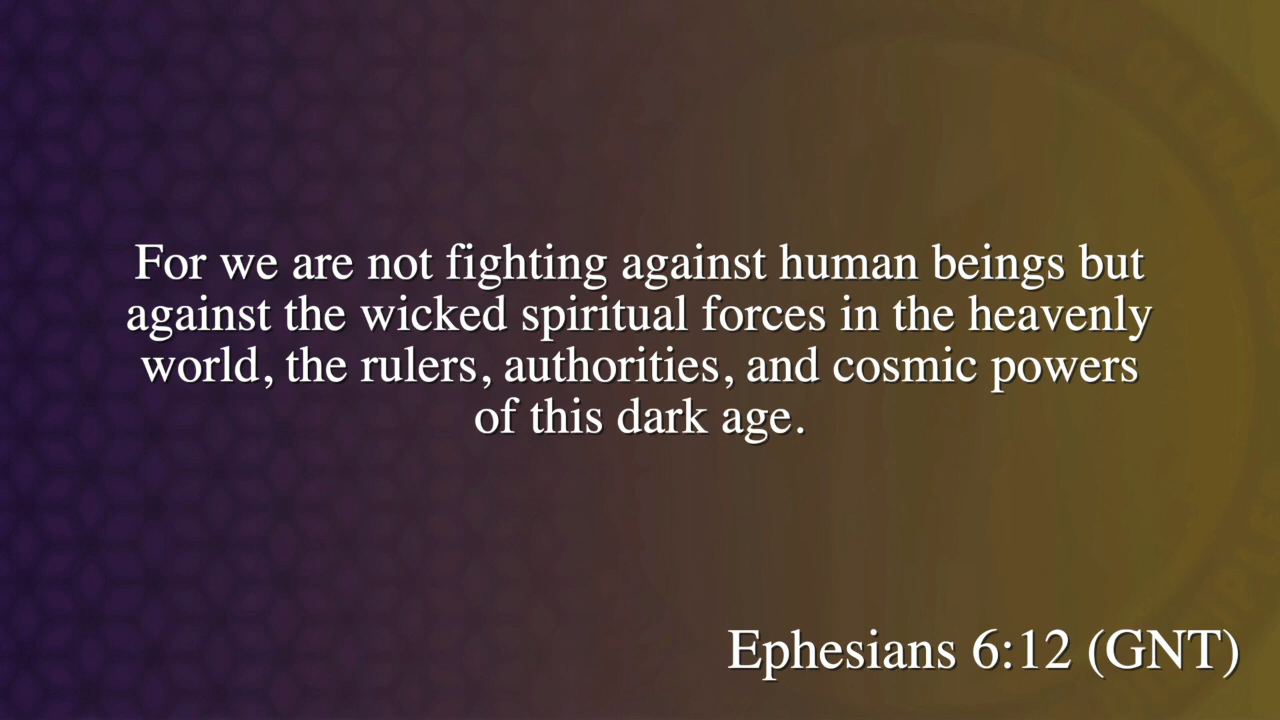 For we are not fighting against human beings but
against the wicked spiritual forces in the heavenly
world, the rulers, authorities, and cosmic powers
of this dark age.
Ephesians 6:12 (GNT)